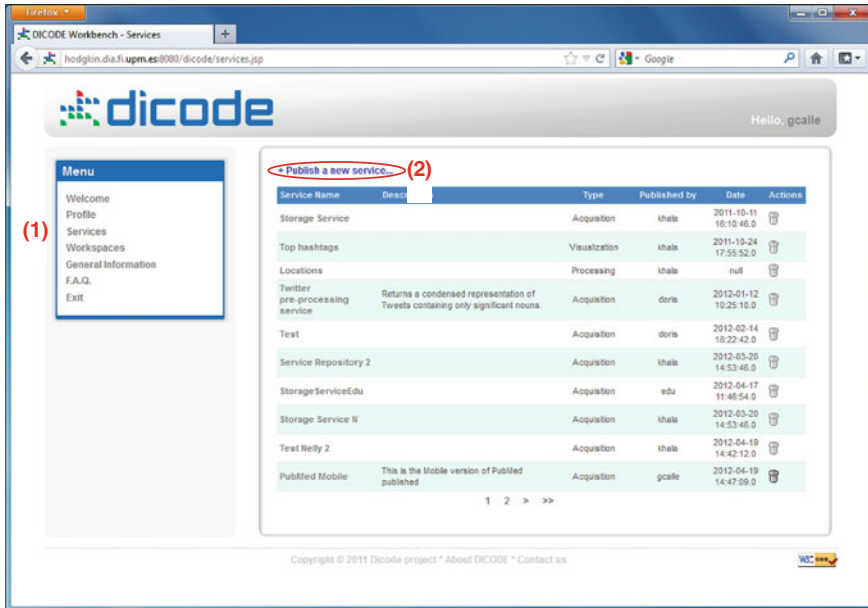 Firefox
DICODE Workbench - Services
hodgkin.dia.fi.upm.es:8080/dicode/services.jsp
Google
dicode
Hello, gcalle
Menu
Welcome
Profile
(1)
Services
Workspaces
General Information
F.A.Q.
Exit
+ Publish a new service...
(2)
Service Name Type Published by Date Actions
Storage Service Acquisition khala 2011-10-11
16:10:46.0
Top hashtags Visualization khala 2011-10-24
17:55:52.0
Locations Processing khala null
Twitter
pre-processing
service
Returns a condensed representation of
Tweets containing only significant nouns.
Acquisition doris 2012-01-12
10:25:10.0
Test Acquisition doris 2012-02-14
18:22:42.0
Service Repository 2 Acquisition khala 2012-03-20
14:53:46.0
StorageServiceEdu Acquisition edu 2012-04-17
11:46:54.0
Storage Service II Acquisition khala 2012-03-20
14:53:46.0
Test Nelly 2 Acquisition khala 2012-04-19
14:42:12.0
PubMed Mobile
This is the Mobile version of PubMed
published
Acquisition gcalle 2012-04-19
14:47:09.0
1 2 > >>
Copyright © 2011 Dicode project * About DICODE * Contact us
W3C